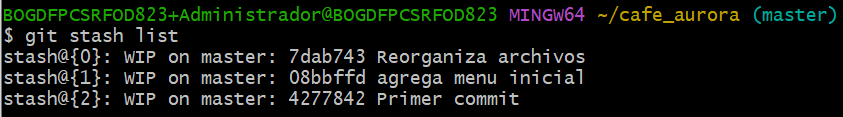 BOGDFPCSRFOD823+Administrador@BOGDFPCSRFOD823 MINGW64 ~/cafe_aurora (master)
$ git stash list
stash@{0}: WIP on master: 7dab743 Reorganiza archivos
stash@{1}: WIP on master: 08bbffd agrega menu inicial
stash@{2}: WIP on master: 4277842 Primer commit